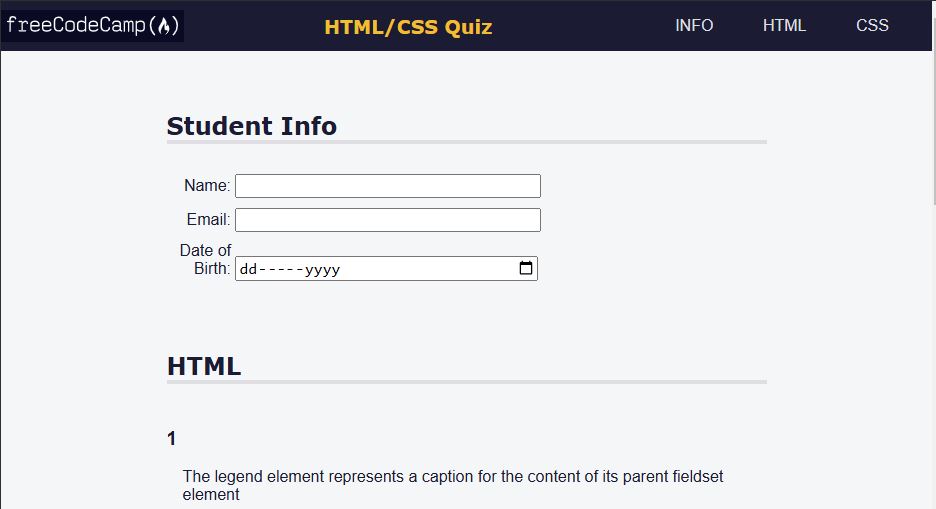 freeCodeCamp(🔥)
HTML/CSS Quiz
INFO
HTML
CSS
Student Info
Name:
Email:
Date of
Birth:
dd-----yyyy
HTML
1
The legend element represents a caption for the content of its parent fieldset
element